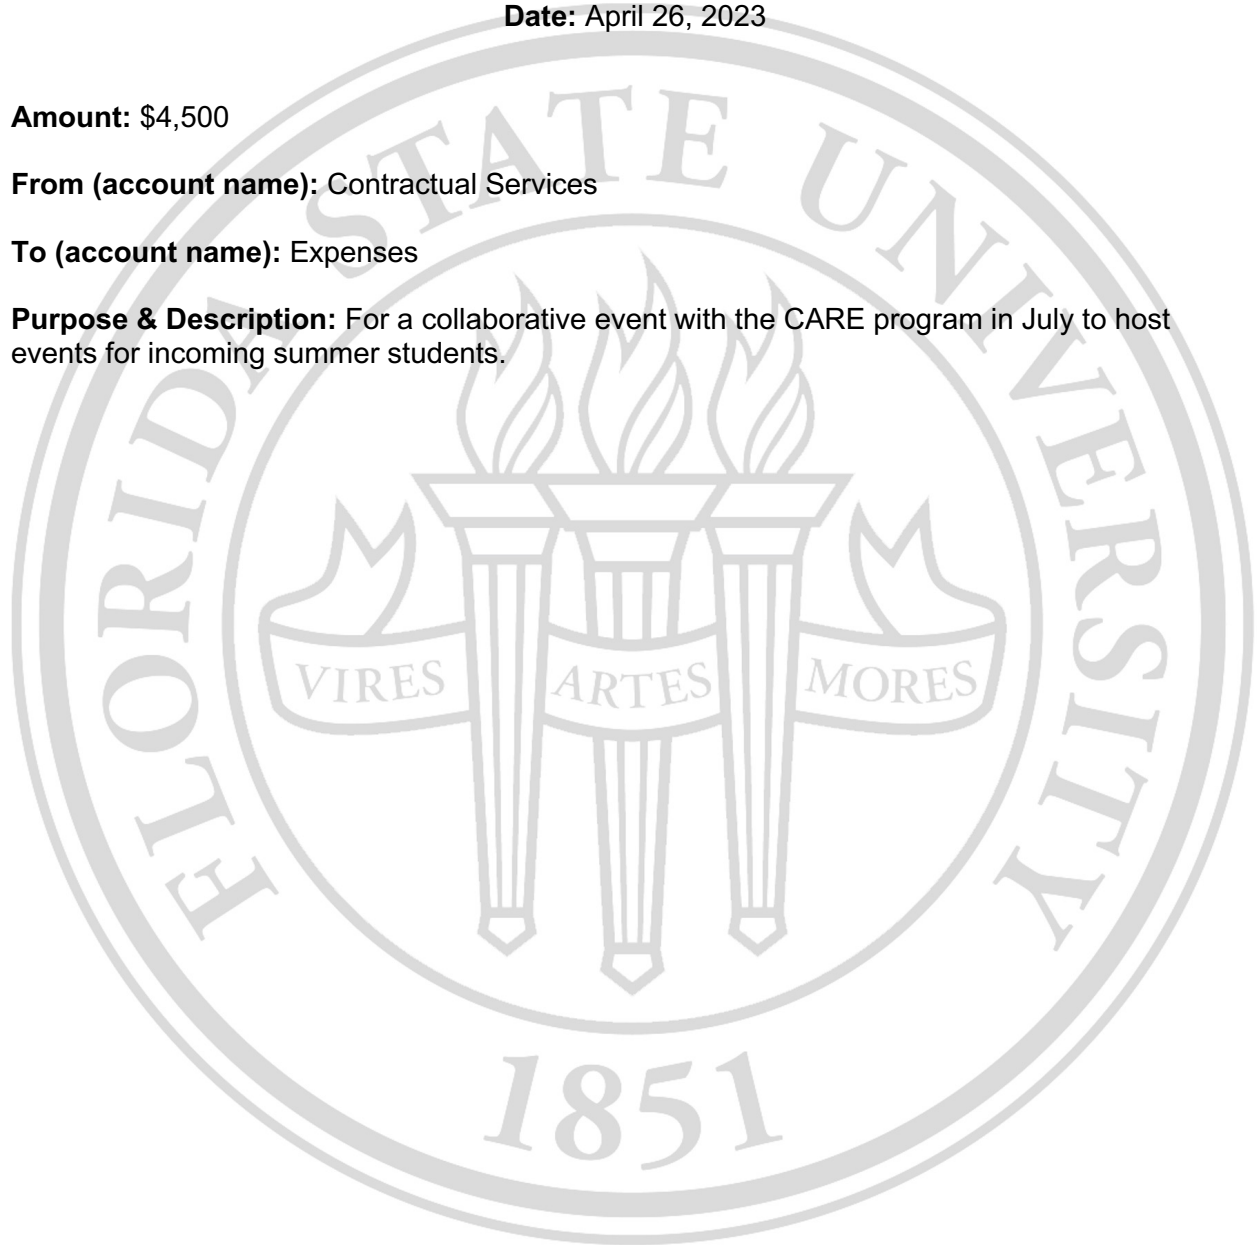 Date: April 26, 2023
Amount: $4,500
From (account name): Contractual Services
To (account name): Expenses
Purpose & Description: For a collaborative event with the CARE program in July to host
events for incoming summer students.
FLORIDA STATE UNIVERSITY
VIRES ARTES MORES
1851